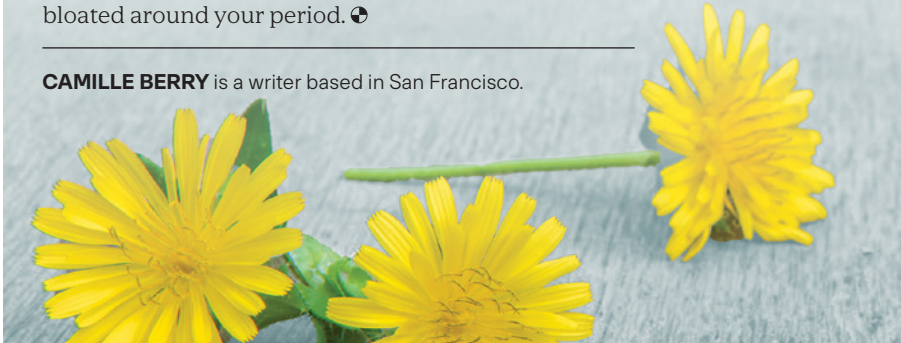 bloated around your period.
CAMILLE BERRY is a writer based in San Francisco.